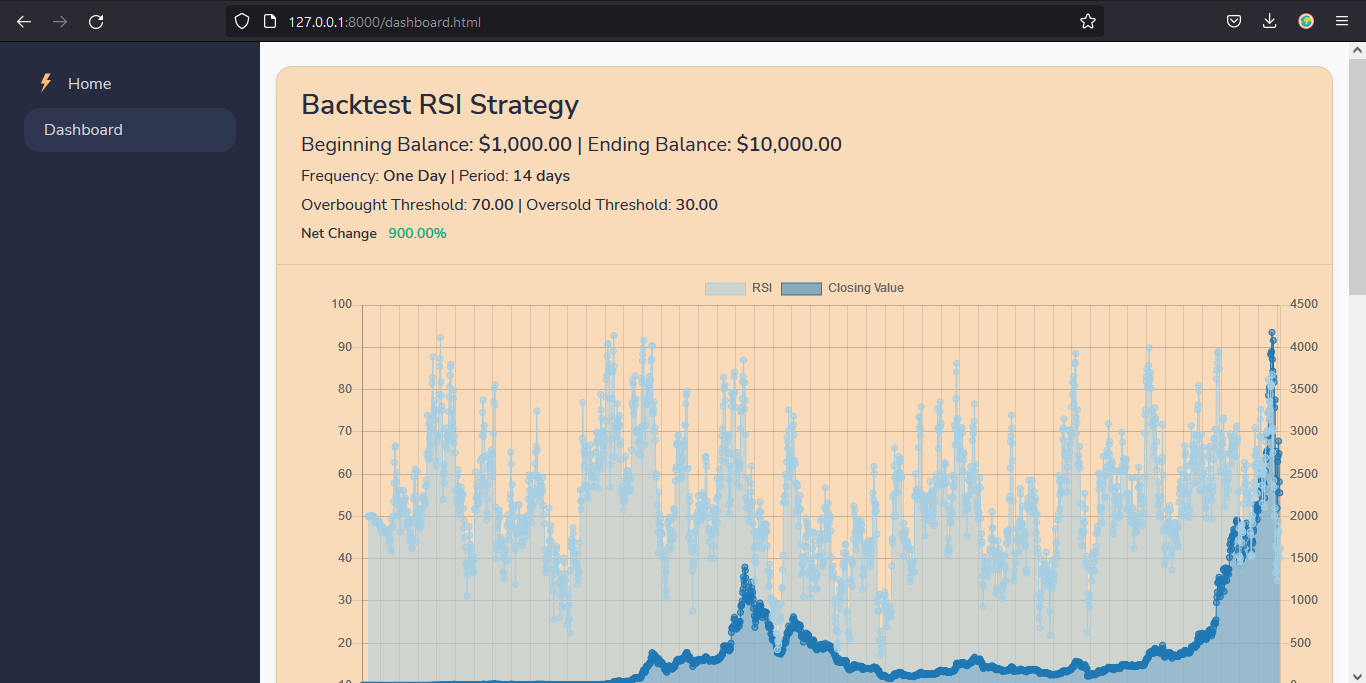 127.0.0.1:8000/dashboard.html
Home
Dashboard
Backtest RSI Strategy
Beginning Balance: $1,000.00 | Ending Balance: $10,000.00
Frequency: One Day | Period: 14 days
Overbought Threshold: 70.00 | Oversold Threshold: 30.00
Net Change 900.00%
RSI Closing Value
100 4500
90 4000
80 3500
70 3000
60 2500
50 2000
40 1500
30 1000
20 500
10 0